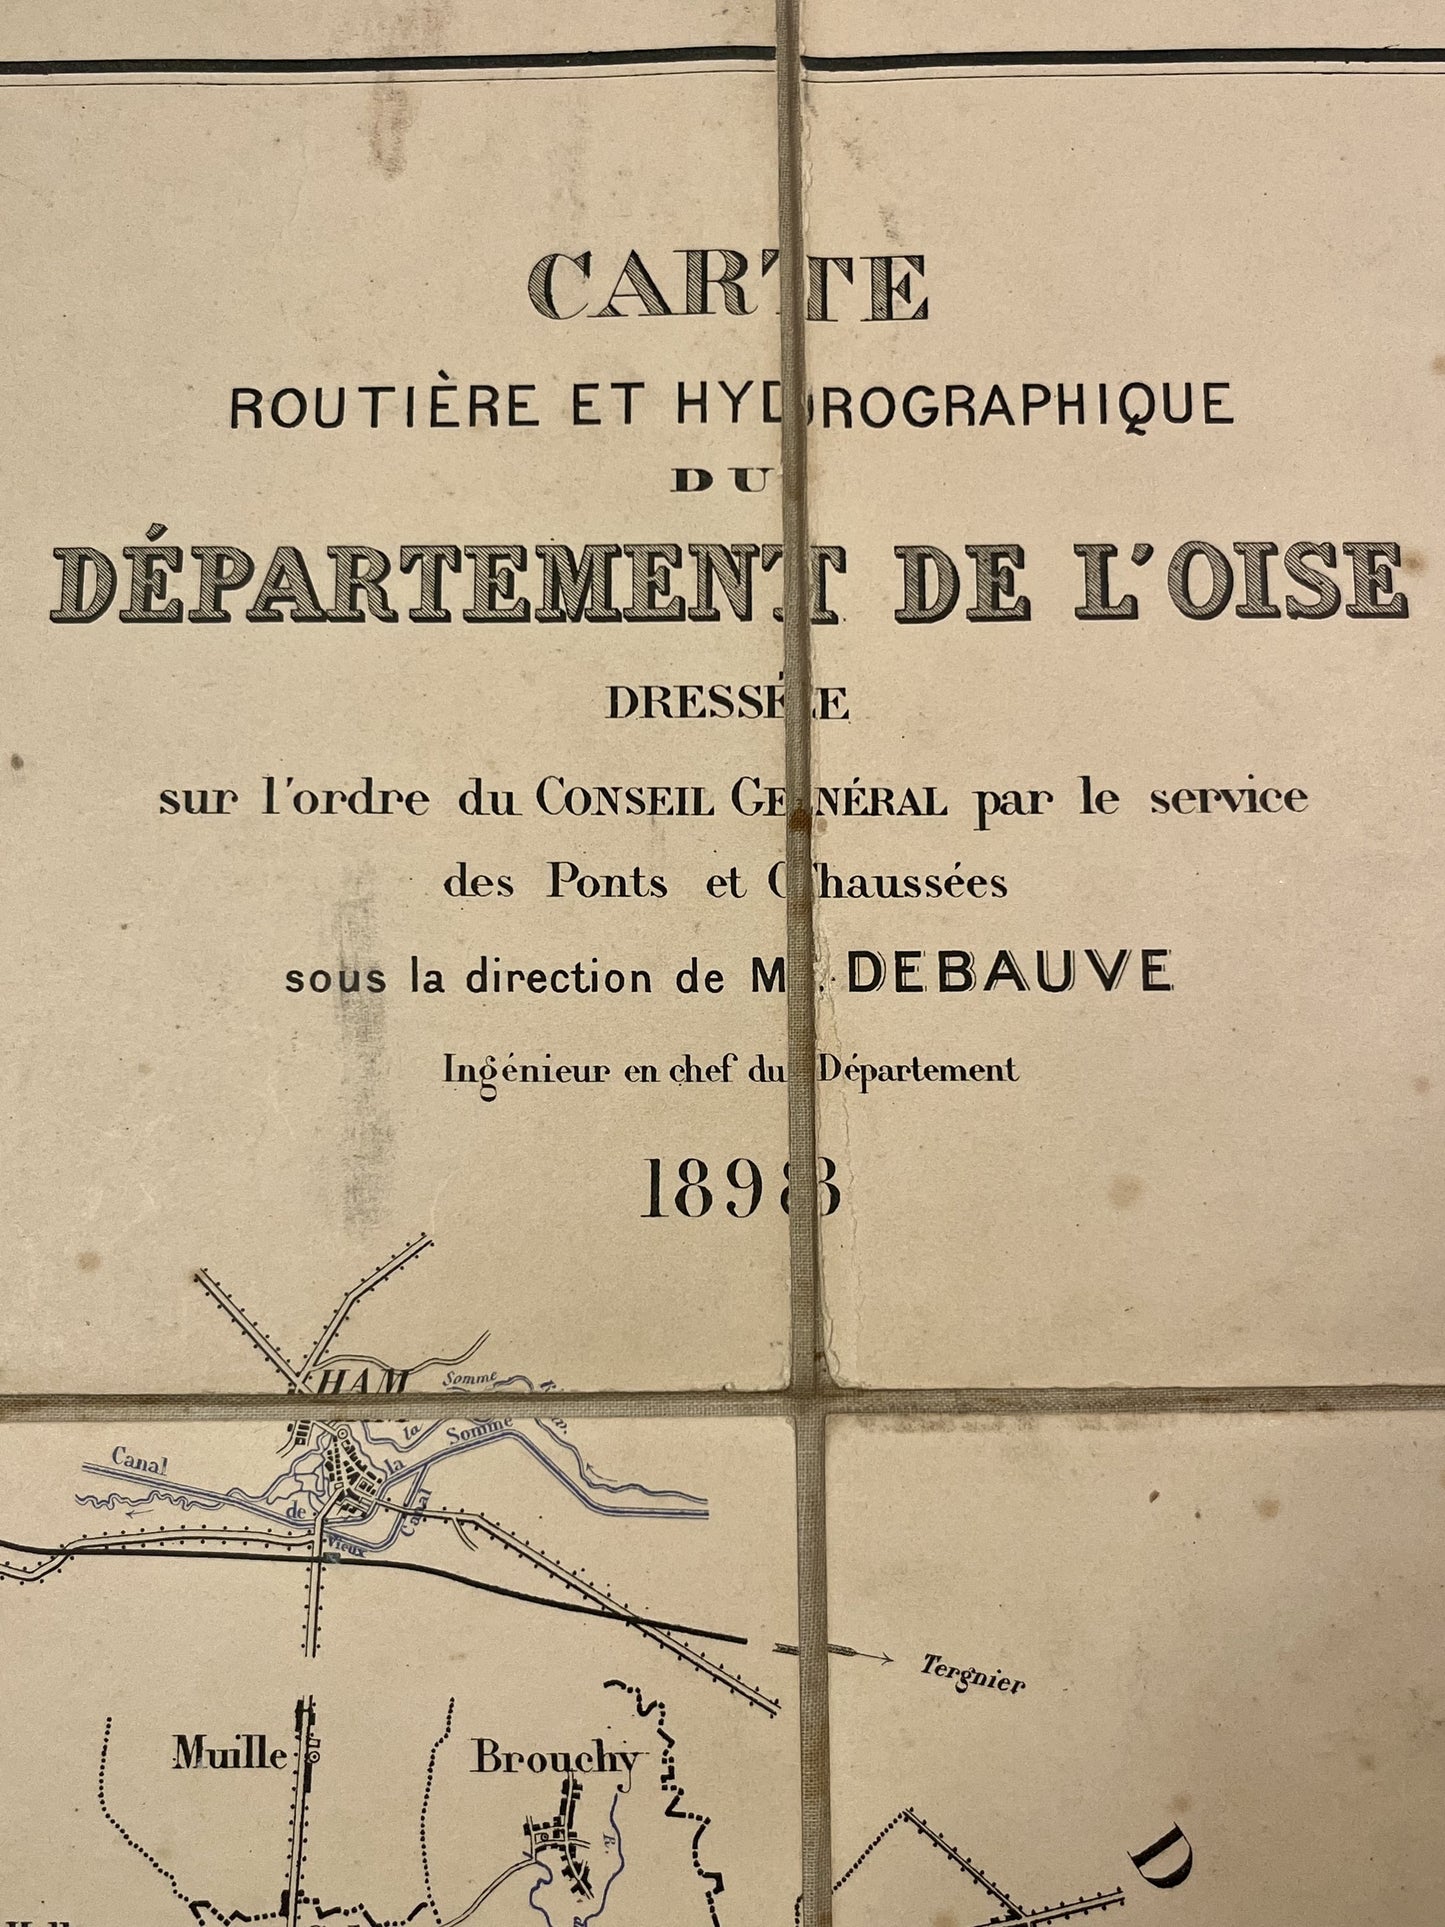 CARTE
ROUTIÈRE ET HYDROGRAPHIQUE
DU
DÉPARTEMENT DE L'OISE
DRESSÉE
sur l'ordre du CONSEIL GÉNÉRAL par le service
des Ponts et Chaussées
sous la direction de M. DEBAUVE
Ingénieur en chef du Département
1898
HAM
Somme
la
Somme
Canal
la
de
Canal
Vieux
Tergnier
Muille
Brouchy
R.
D